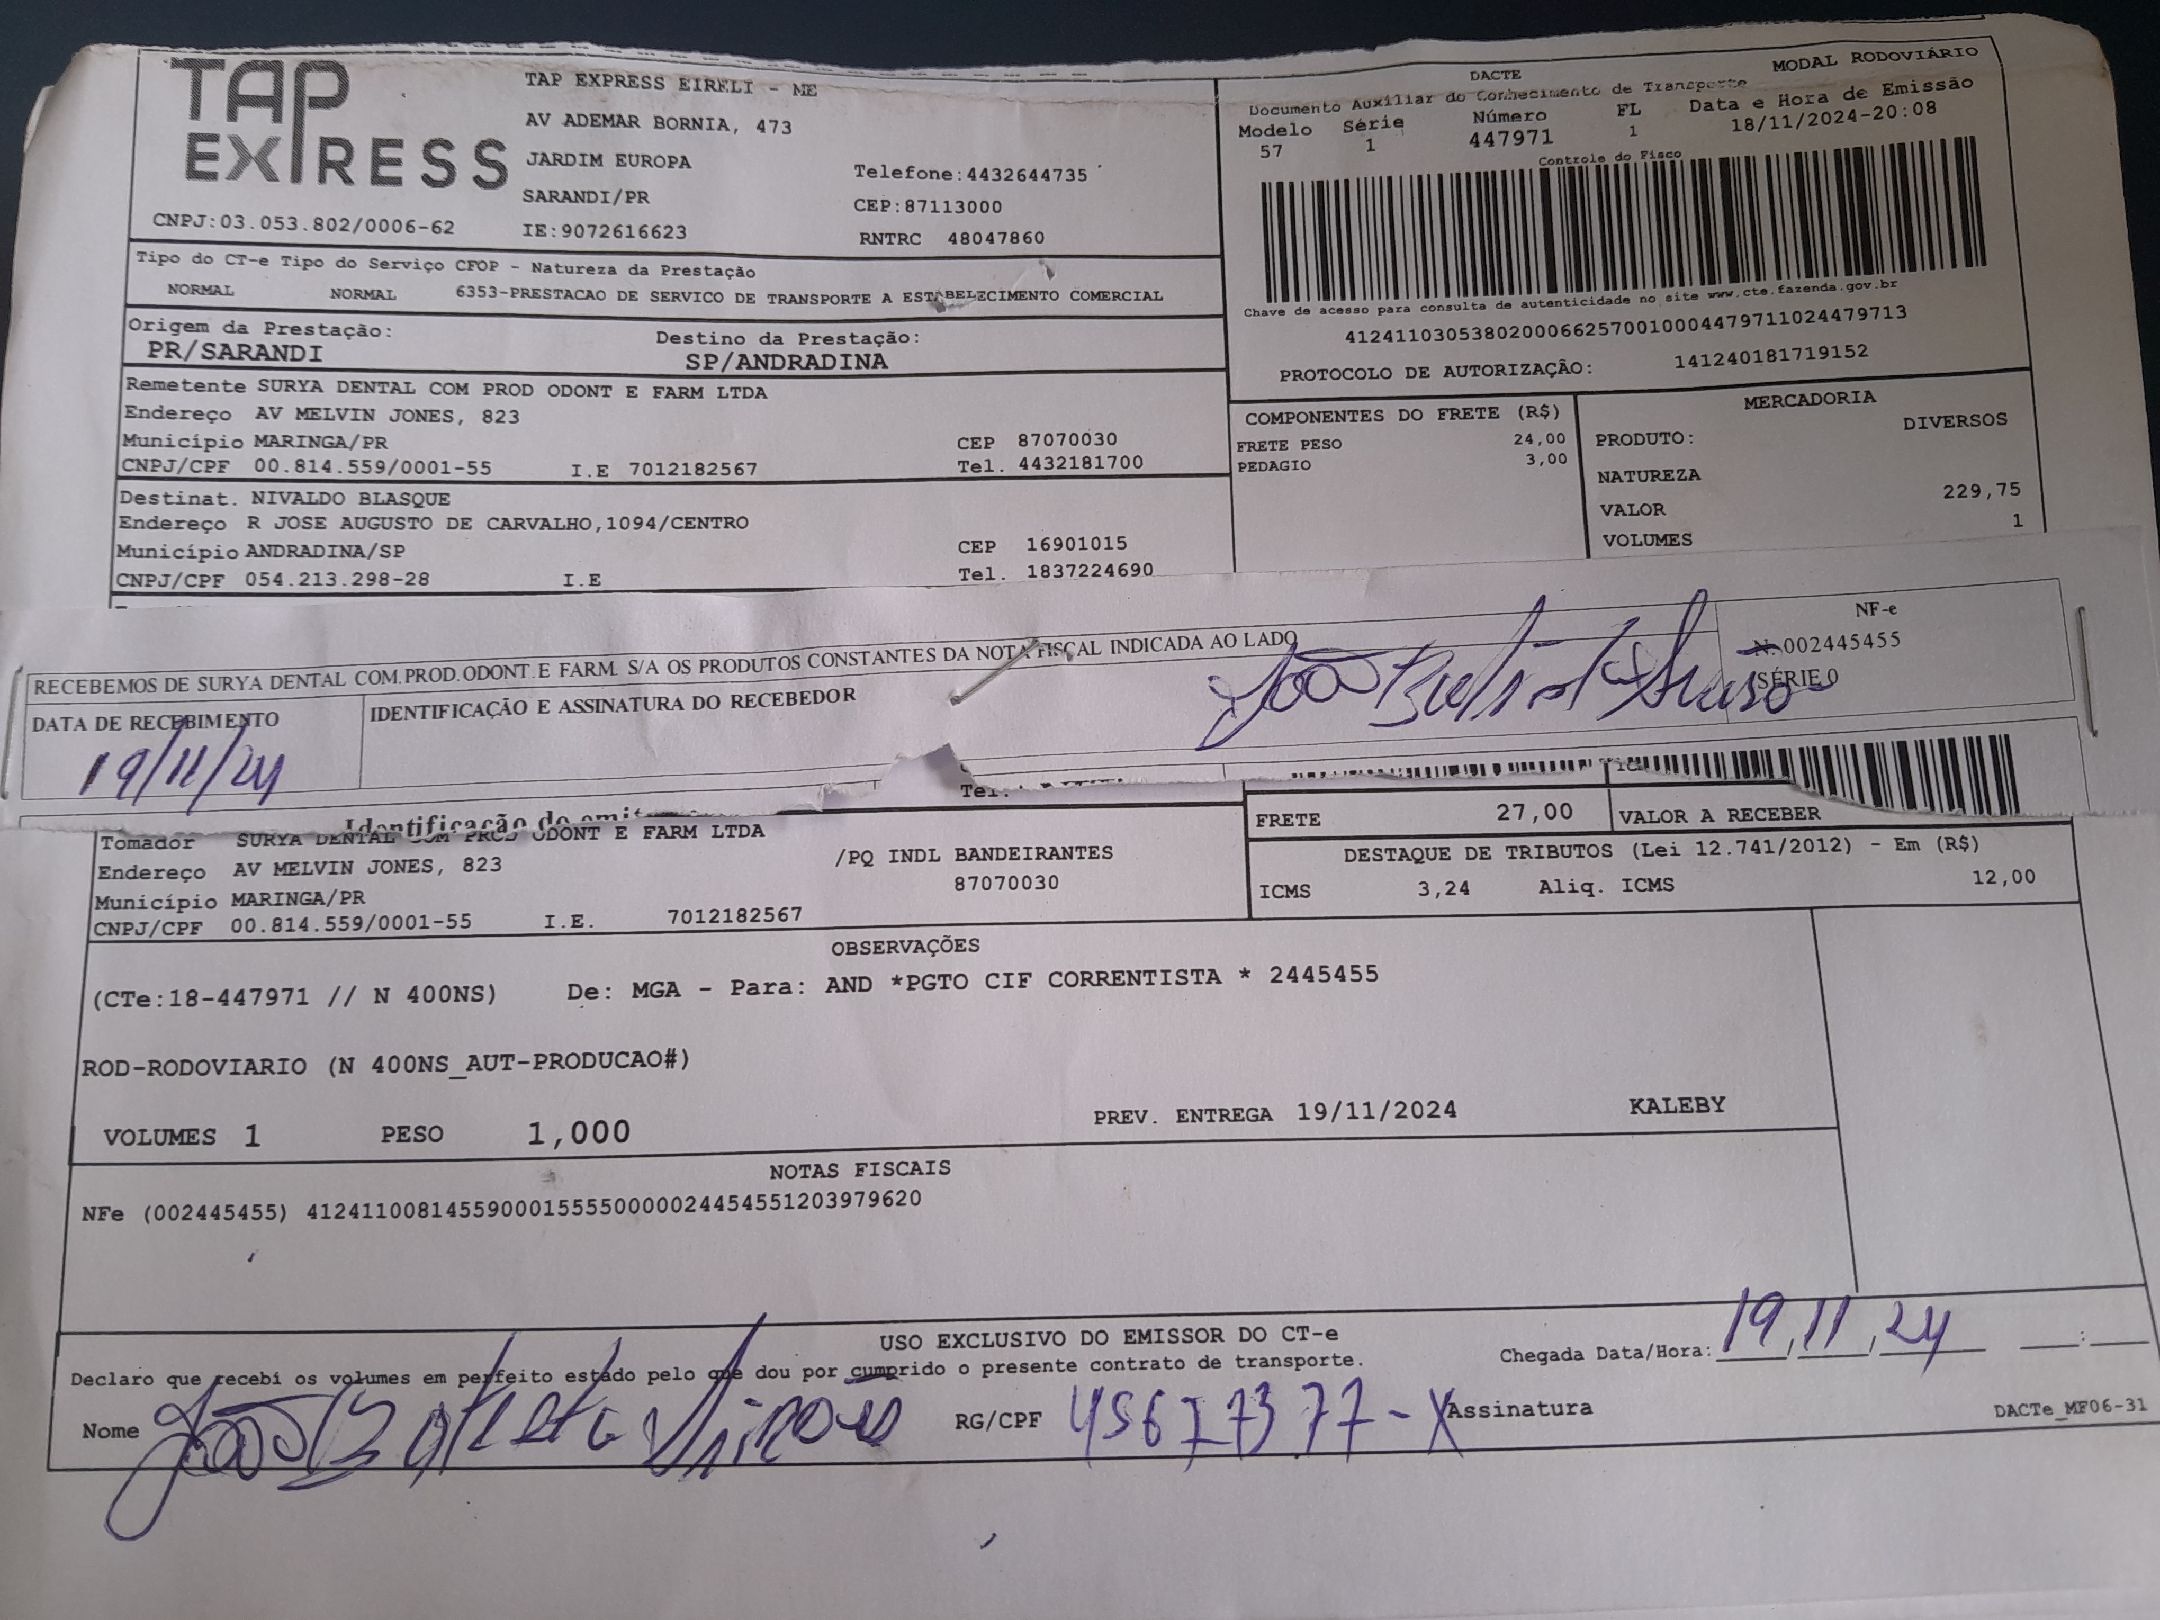 TAP EXPRESS
TAP EXPRESS EIRELI - ME
AV ADEMAR BORNIA, 473
JARDIM EUROPA
Telefone:4432644735
SARANDI/PR
CEP:87113000
CNPJ:03.053.802/0006-62
IE:9072616623
RNTRC 48047860
DACTE
MODAL RODOVIÁRIO
Documento Auxiliar do Conhecimento de Transporte
Modelo Série Número FL Data e Hora de Emissão
57 1 447971 1 18/11/2024-20:08
Controle do Fisco
Chave de acesso para consulta de autenticidade no site www.cte.fazenda.gov.br
41241103053802000662570010004479711024479713
PROTOCOLO DE AUTORIZAÇÃO: 141240181719152
Tipo do CT-e Tipo do Serviço CFOP - Natureza da Prestação
NORMAL NORMAL 6353-PRESTACAO DE SERVICO DE TRANSPORTE A ESTABELECIMENTO COMERCIAL
Origem da Prestação: Destino da Prestação:
PR/SARANDI SP/ANDRADINA
Remetente SURYA DENTAL COM PROD ODONT E FARM LTDA
Endereço AV MELVIN JONES, 823
Município MARINGA/PR CEP 87070030
CNPJ/CPF 00.814.559/0001-55 I.E 7012182567 Tel. 4432181700
Destinat. NIVALDO BLASQUE
Endereço R JOSE AUGUSTO DE CARVALHO,1094/CENTRO
Município ANDRADINA/SP CEP 16901015
CNPJ/CPF 054.213.298-28 I.E Tel. 1837224690
COMPONENTES DO FRETE (R$)
FRETE PESO 24,00
PEDAGIO 3,00
MERCADORIA
PRODUTO: DIVERSOS
NATUREZA
VALOR 229,75
VOLUMES 1
RECEBEMOS DE SURYA DENTAL COM.PROD.ODONT.E FARM. S/A OS PRODUTOS CONSTANTES DA NOTA FISCAL INDICADA AO LADO
NF-e
N. 002445455
SÉRIE 0
DATA DE RECEBIMENTO
IDENTIFICAÇÃO E ASSINATURA DO RECEBEDOR
19/11/24
João Batista
Identificação do
Tel.
FRETE 27,00 VALOR A RECEBER
Tomador SURYA DENTAL COM PROD ODONT E FARM LTDA
Endereço AV MELVIN JONES, 823 /PQ INDL BANDEIRANTES
Município MARINGA/PR 87070030
CNPJ/CPF 00.814.559/0001-55 I.E. 7012182567
DESTAQUE DE TRIBUTOS (Lei 12.741/2012) - Em (R$)
ICMS 3,24 Aliq. ICMS 12,00
OBSERVAÇÕES
(CTe:18-447971 // N 400NS) De: MGA - Para: AND *PGTO CIF CORRENTISTA * 2445455
ROD-RODOVIARIO (N 400NS_AUT-PRODUCAO#)
VOLUMES 1 PESO 1,000 PREV. ENTREGA 19/11/2024 KALEBY
NOTAS FISCAIS
NFe (002445455) 41241100814559000155550000024454551203979620
USO EXCLUSIVO DO EMISSOR DO CT-e
Declaro que recebi os volumes em perfeito estado pelo que dou por cumprido o presente contrato de transporte.
Chegada Data/Hora: 19/11/24 :
Nome João Batista
RG/CPF 45677377-X
Assinatura
DACTe_MF06-31